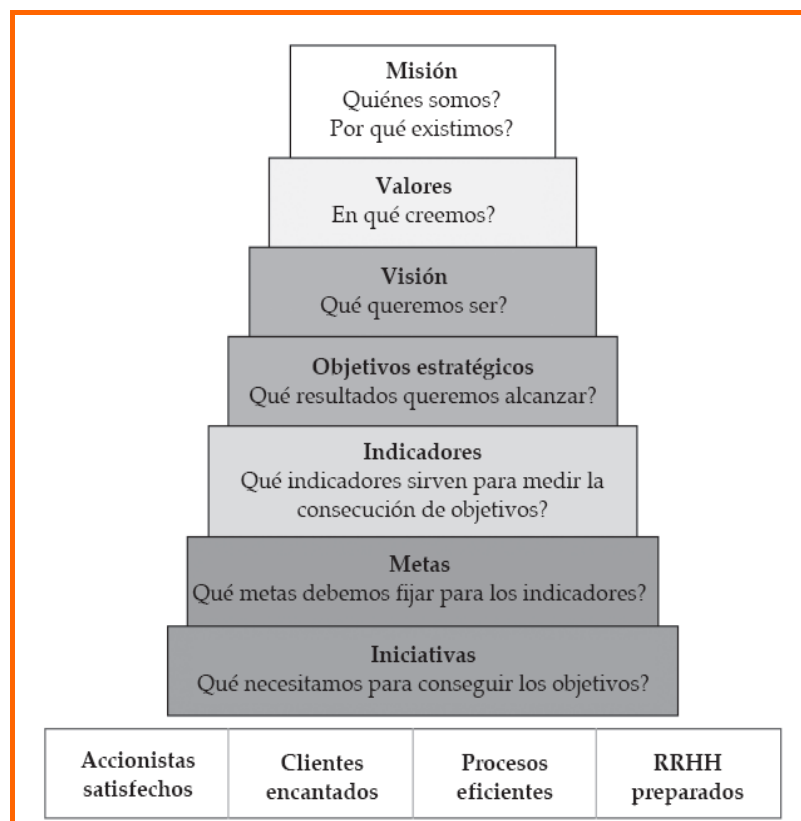 Misión
Quiénes somos?
Por qué existimos?
Valores
En qué creemos?
Visión
Qué queremos ser?
Objetivos estratégicos
Qué resultados queremos alcanzar?
Indicadores
Qué indicadores sirven para medir la
consecución de objetivos?
Metas
Qué metas debemos fijar para los indicadores?
Iniciativas
Qué necesitamos para conseguir los objetivos?
Accionistas
satisfechos
Clientes
encantados
Procesos
eficientes
RRHH
preparados